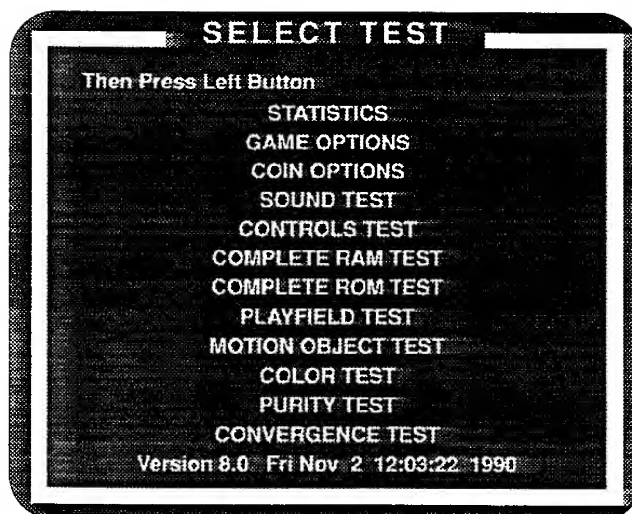 SELECT TEST
Then Press Left Button
STATISTICS
GAME OPTIONS
COIN OPTIONS
SOUND TEST
CONTROLS TEST
COMPLETE RAM TEST
COMPLETE ROM TEST
PLAYFIELD TEST
MOTION OBJECT TEST
COLOR TEST
PURITY TEST
CONVERGENCE TEST
Version 8.0 Fri Nov 2 12:03:22 1990